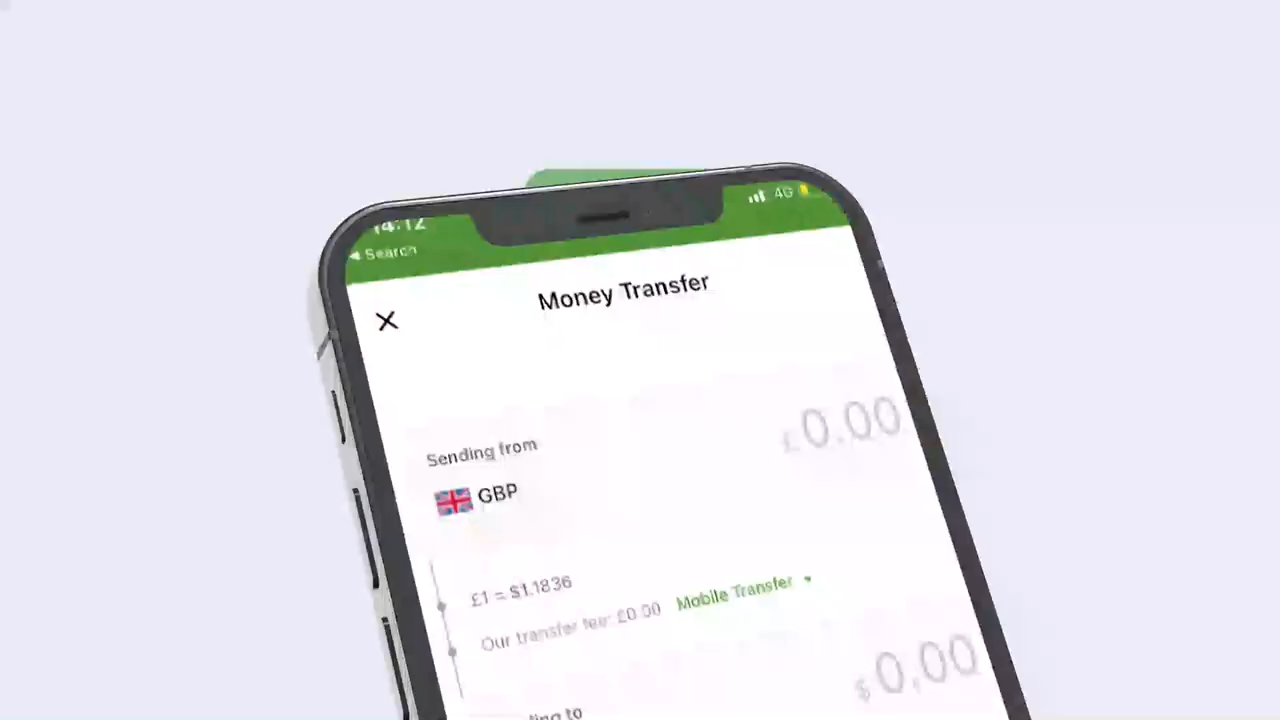 14:12
4G
Search
Money Transfer
£0.00
Sending from
GBP
£1 = $1.1836
Our transfer fee: £0.00 Mobile Transfer
$0.00
to